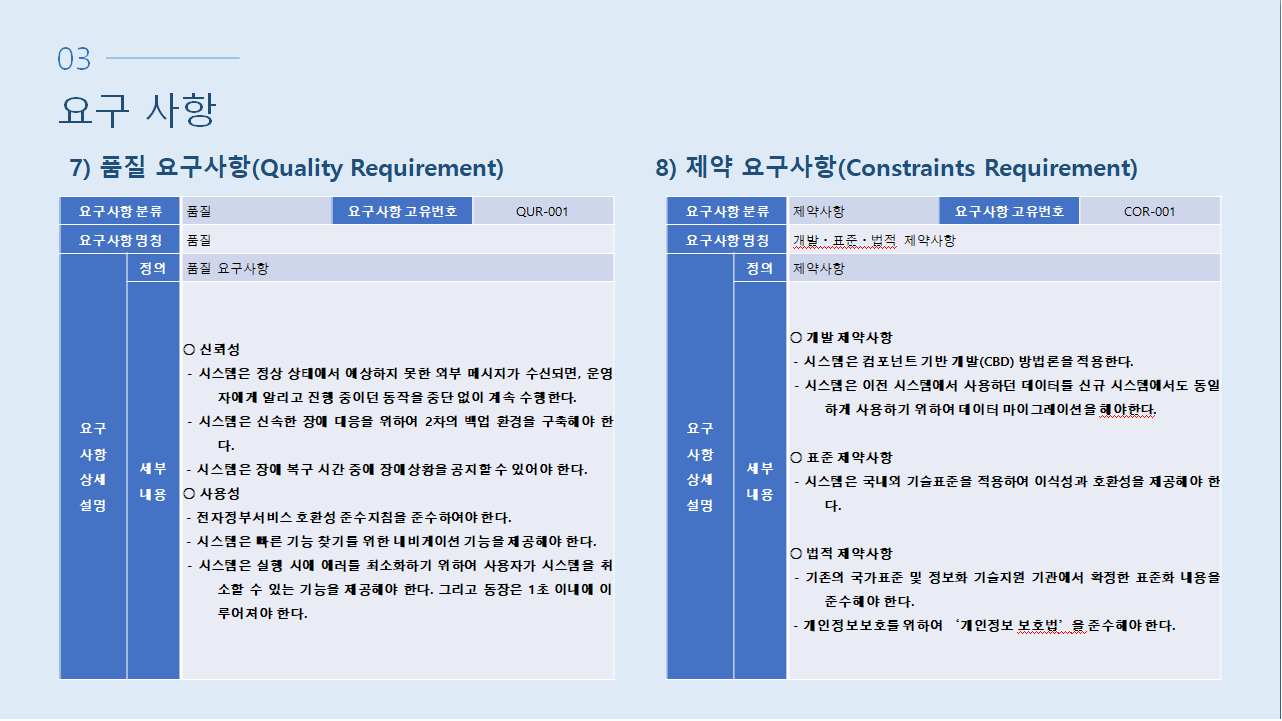 03
요구 사항
7) 품질 요구사항(Quality Requirement)
요구사항 분류 품질 요구사항 고유번호 QUR-001
요구사항 명칭 품질
요구
사항
상세
설명
정의 품질 요구사항
세부
내용
○ 신뢰성
- 시스템은 정상 상태에서 예상하지 못한 외부 메시지가 수신되면, 운영
자에게 알리고 진행 중이던 동작을 중단 없이 계속 수행한다.
- 시스템은 신속한 장애 대응을 위하여 2차의 백업 환경을 구축해야 한
다.
- 시스템은 장애 복구 시간 중에 장애상황을 공지할 수 있어야 한다.
○ 사용성
- 전자정부서비스 호환성 준수지침을 준수하여야 한다.
- 시스템은 빠른 기능 찾기를 위한 내비게이션 기능을 제공해야 한다.
- 시스템은 실행 시에 에러를 최소화하기 위하여 사용자가 시스템을 취
소할 수 있는 기능을 제공해야 한다. 그리고 동장은 1초 이내에 이
루어져야 한다.
8) 제약 요구사항(Constraints Requirement)
요구사항 분류 제약사항 요구사항 고유번호 COR-001
요구사항 명칭 개발・표준・법적 제약사항
요구
사항
상세
설명
정의 제약사항
세부
내용
○ 개발 제약사항
- 시스템은 컴포넌트 기반 개발(CBD) 방법론을 적용한다.
- 시스템은 이전 시스템에서 사용하던 데이터를 신규 시스템에서도 동일
하게 사용하기 위하여 데이터 마이그레이션을 해야한다.
○ 표준 제약사항
- 시스템은 국내외 기술표준을 적용하여 이식성과 호환성을 제공해야 한
다.
○ 법적 제약사항
- 기존의 국가표준 및 정보화 기술지원 기관에서 확정한 표준화 내용을
준수해야 한다.
- 개인정보보호를 위하여 ‘개인정보 보호법’을 준수해야 한다.